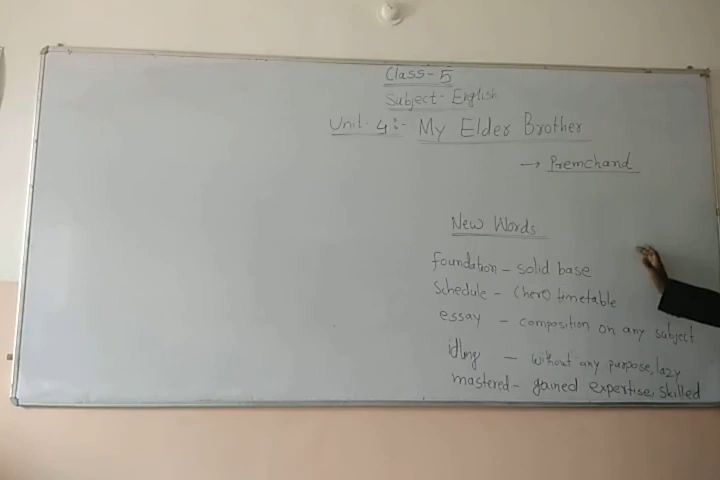 Class-5
Subject-English
Unit-4:- My Elder Brother
→ Premchand
New Words
foundation - solid base
Schedule - (here) timetable
essay - composition on any subject
idling - without any purpose, lazy
mastered - gained expertise, skilled